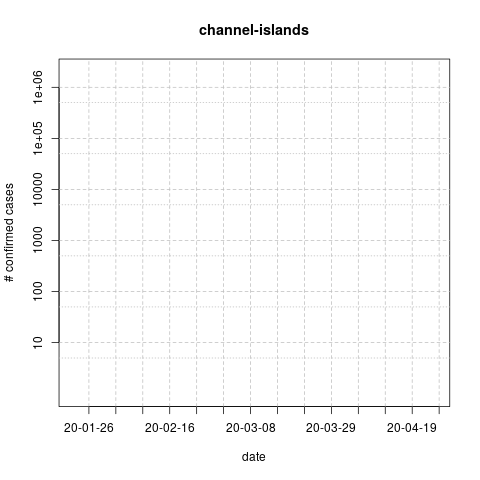 channel-islands
# confirmed cases
1e+06
1e+05
10000
1000
100
10
20-01-26 20-02-16 20-03-08 20-03-29 20-04-19
date